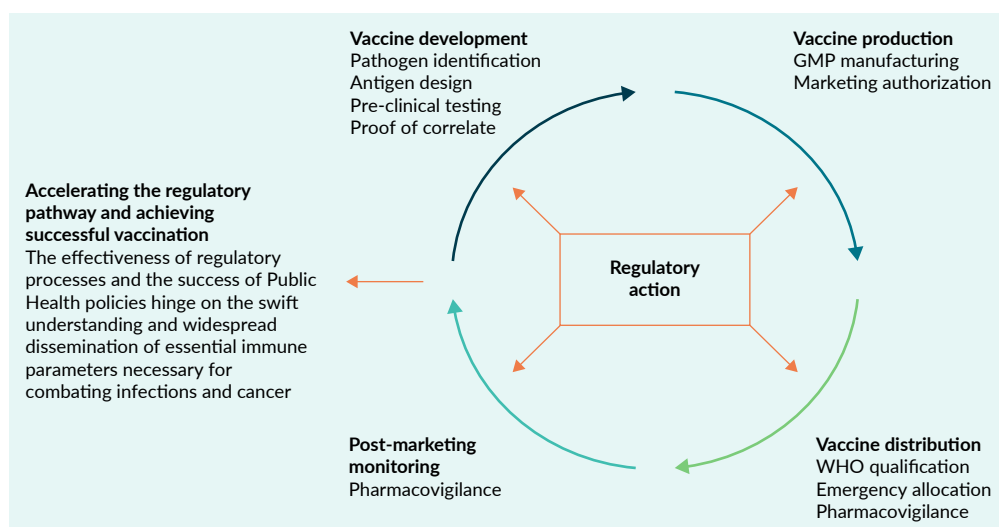 Vaccine development
Pathogen identification
Antigen design
Pre-clinical testing
Proof of correlate
Vaccine production
GMP manufacturing
Marketing authorization
Accelerating the regulatory
pathway and achieving
successful vaccination
The effectiveness of regulatory
processes and the success of Public
Health policies hinge on the swift
understanding and widespread
dissemination of essential immune
parameters necessary for
combating infections and cancer
Regulatory
action
Post-marketing
monitoring
Pharmacovigilance
Vaccine distribution
WHO qualification
Emergency allocation
Pharmacovigilance